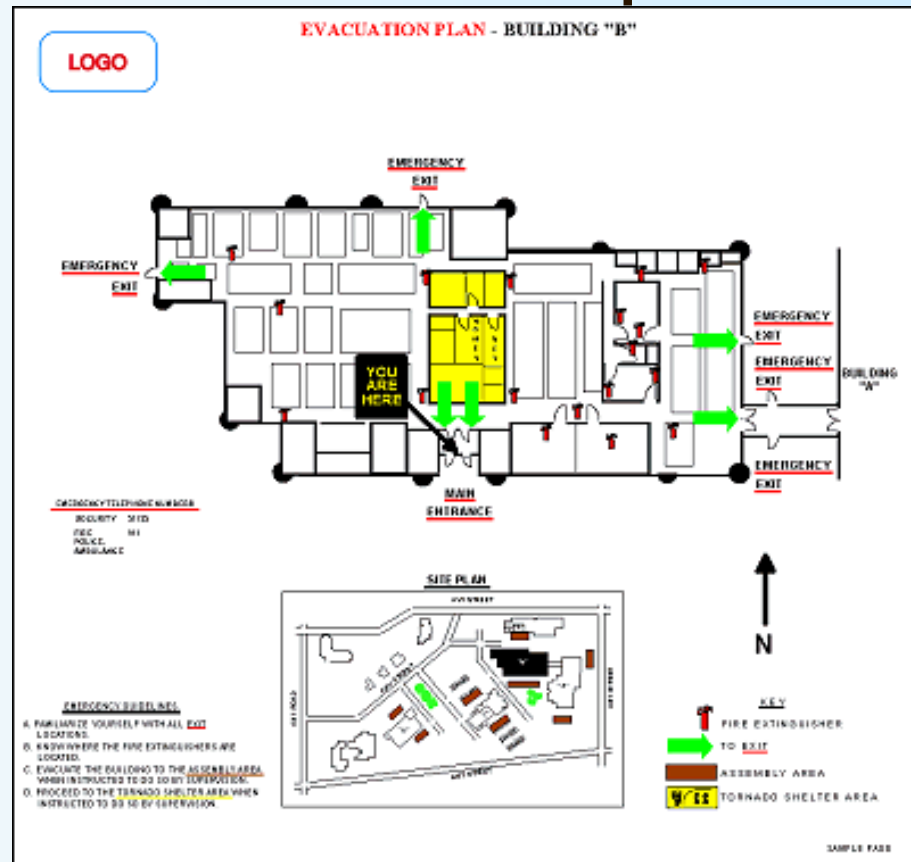 EVACUATION PLAN - BUILDING "B"
LOGO
EMERGENCY
EXIT
EMERGENCY
EXIT
EMERGENCY
EXIT
EMERGENCY
EXIT
BUILDING
"A"
YOU
ARE
HERE
EMERGENCY
EXIT
MAIN
ENTRANCE
EMERGENCY TELEPHONE NUMBERS
SECURITY
POLICE,
AMBULANCE
SITE PLAN
N
EMERGENCY GUIDELINES
A. FAMILIARIZE YOURSELF WITH ALL EXIT
LOCATIONS.
B. KNOW WHERE THE FIRE EXTINGUISHERS ARE
LOCATED.
C. EVACUATE THE BUILDING TO THE ASSEMBLY AREA
WHEN INSTRUCTED TO DO SO BY SUPERVISION.
D. PROCEED TO THE TORNADO SHELTER AREA WHEN
INSTRUCTED TO DO SO BY SUPERVISION.
KEY
FIRE EXTINGUISHER
TO EXIT
ASSEMBLY AREA
TORNADO SHELTER AREA